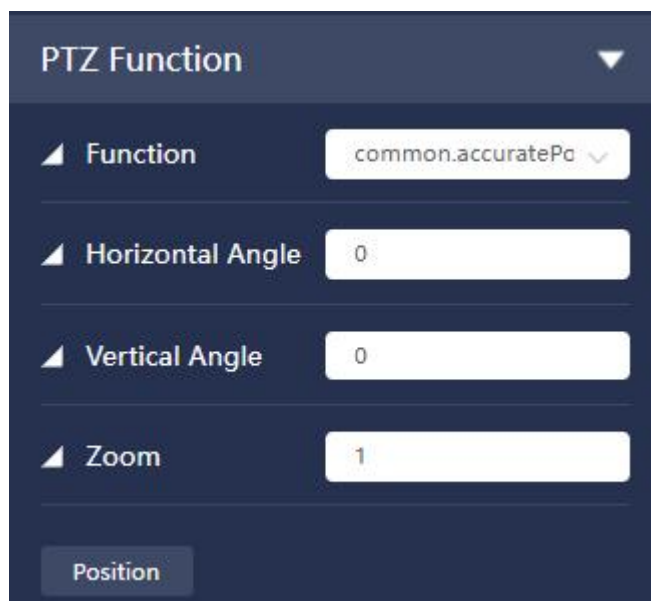 PTZ Function
Function common.accuratePo
Horizontal Angle 0
Vertical Angle 0
Zoom 1
Position